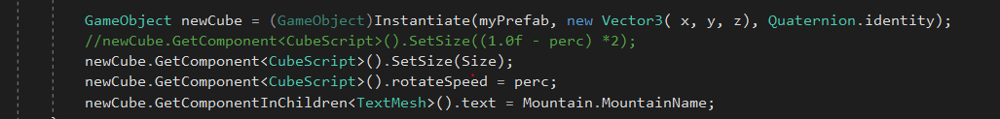 GameObject newCube = (GameObject)Instantiate(myPrefab, new Vector3( x, y, z), Quaternion.identity);
//newCube.GetComponent<CubeScript>().SetSize((1.0f - perc) *2);
newCube.GetComponent<CubeScript>().SetSize(Size);
newCube.GetComponent<CubeScript>().rotateSpeed = perc;
newCube.GetComponentInChildren<TextMesh>().text = Mountain.MountainName;